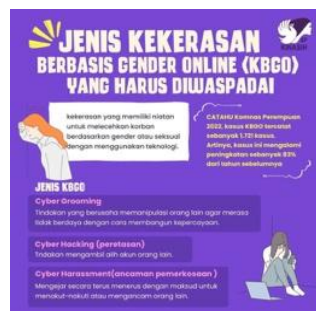 JENIS KEKERASAN
BERBASIS GENDER ONLINE (KBGO)
YANG HARUS DIWASPADAI
kekerasan yang memiliki niatan
untuk melecehkan korban
berdasarkan gender atau seksual
dengan menggunakan teknologi.
CATAHU Komnas Perempuan
2022, kasus KBGO tercatat
sebanyak 1.721 kasus.
Artinya, kasus ini mengalami
peningkatan sebanyak 83%
dari tahun sebelumnya
JENIS KBGO
Cyber Grooming
Tindakan yang berusaha memanipulasi orang lain agar merasa
tidak berdaya dengan cara membangun kepercayaan.
Cyber Hacking (peretasan)
Tindakan mengambil alih akun orang lain.
Cyber Harassment(ancaman pemerkosaan )
Mengejar secara terus menerus dengan maksud untuk
menakut-nakuti atau mengancam orang lain.